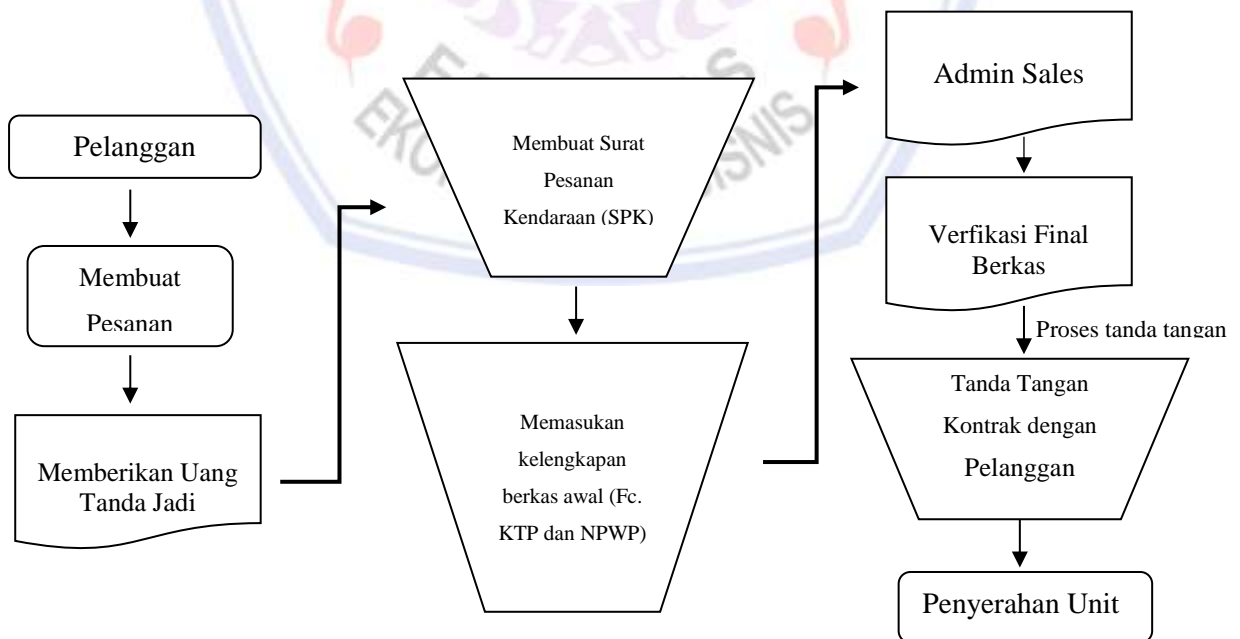 Pelanggan
Membuat
Pesanan
Memberikan Uang
Tanda Jadi
Membuat Surat
Pesanan
Kendaraan (SPK)
Memasukan
kelengkapan
berkas awal (Fc.
KTP dan NPWP)
Admin Sales
Verfikasi Final
Berkas
Proses tanda tangan
Tanda Tangan
Kontrak dengan
Pelanggan
Penyerahan Unit